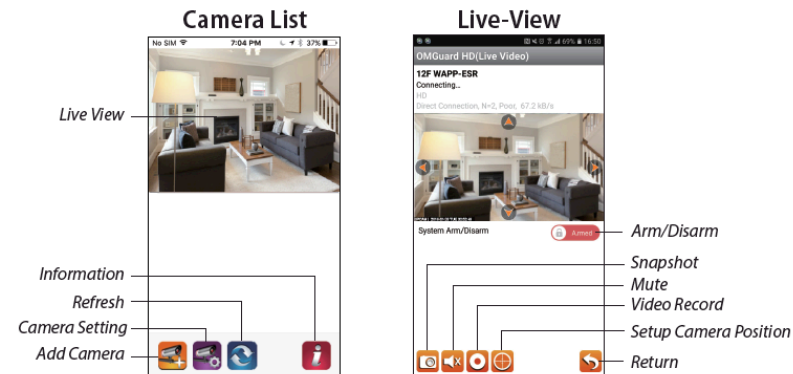 Camera List
Live-View
No SIM 7:04 PM 37%
69% 16:50
OMGuard HD(Live Video)
12F WAPP-ESR
Connecting..
HD
Direct Connection, N=2, Poor, 67.2 kB/s
Live View
System Arm/Disarm
Armed
Arm/Disarm
Snapshot
Mute
Video Record
Setup Camera Position
Return
Information
Refresh
Camera Setting
Add Camera